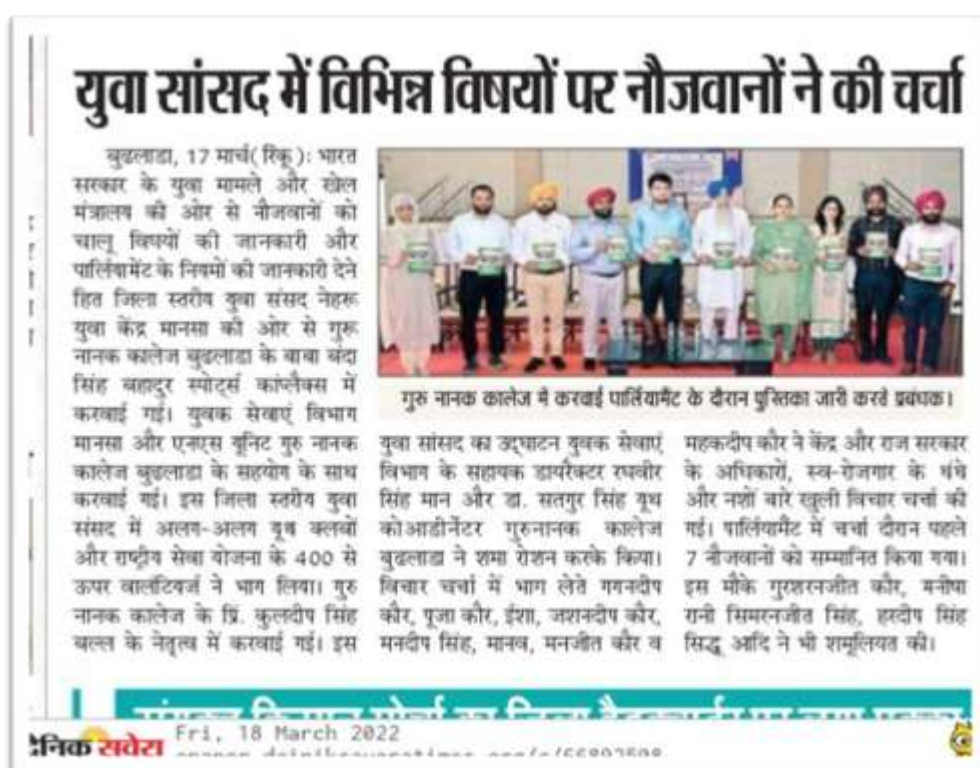 युवा सांसद में विभिन्न विषयों पर नौजवानों ने की चर्चा
बुढलाडा, 17 मार्च(रिंकू): भारत
सरकार के युवा मामले और खेल
मंत्रालय की ओर से नौजवानों को
चालू विषयों की जानकारी और
पार्लियामेंट के नियमों की जानकारी देने
हित जिला स्तरीय युवा संसद नेहरू
युवा केंद्र मानसा की ओर से गुरू
नानक कालेज बुढलाडा के बाबा बंदा
सिंह बहादुर स्पोर्ट्स कांप्लैक्स में
करवाई गई। युवक सेवाएं विभाग
मानसा और एनएस यूनिट गुरु नानक
कालेज बुढलाडा के सहयोग के साथ
करवाई गई। इस जिला स्तरीय युवा
संसद में अलग-अलग यूथ क्लबों
और राष्ट्रीय सेवा योजना के 400 से
ऊपर वालंटियर्ज ने भाग लिया। गुरु
नानक कालेज के प्रिं. कुलदीप सिंह
बल्ल के नेतृत्व में करवाई गई। इस
गुरु नानक कालेज में करवाई पार्लियामैंट के दौरान पुस्तिका जारी करते प्रबंधक।
युवा सांसद का उद्घाटन युवक सेवाएं
विभाग के सहायक डायरैक्टर रघवीर
सिंह मान और डा. सतगुर सिंह यूथ
कोआडीर्नेटर गुरुनानक कालेज
बुढलाडा ने शमा रोशन करके किया।
विचार चर्चा में भाग लेते गगनदीप
कौर, पूजा कौर, ईशा, जशनदीप कौर,
मनदीप सिंह, मानव, मनजीत कौर व
महकदीप कौर ने केंद्र और राज सरकार
के अधिकारों, स्व-रोजगार के धंधे
और नशों बारे खुली विचार चर्चा की
गई। पार्लियामैंट में चर्चा दौरान पहले
7 नौजवानों को सम्मानित किया गया।
इस मौके गुरशरनजीत कौर, मनीषा
रानी सिमरनजीत सिंह, हरदीप सिंह
सिद्धू आदि ने भी शमूलियत की।
दैनिक सवेरा
Fri, 18 March 2022